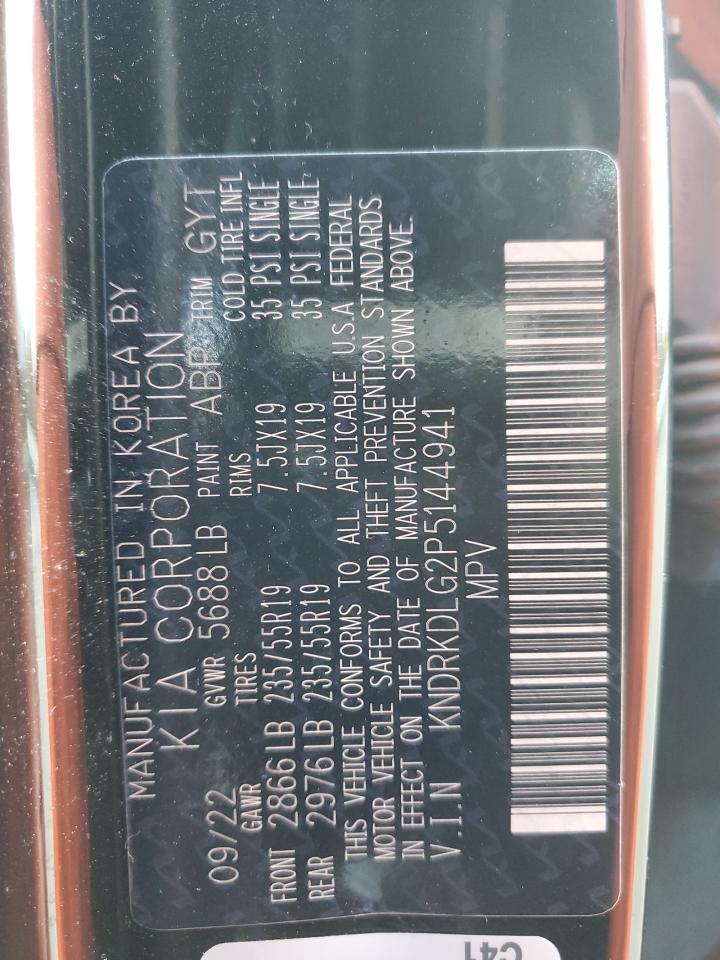 MANUFACTURED IN KOREA BY
KIA CORPORATION
09/22 GVWR 5688 LB PAINT ABP TRIM GYT
GAWR TIRES RIMS COLD TIRE INFL
FRONT 2866 LB 235/55R19 7.5JX19 35 PSI SINGLE
REAR 2976 LB 235/55R19 7.5JX19 35 PSI SINGLE
THIS VEHICLE CONFORMS TO ALL APPLICABLE U.S.A FEDERAL
MOTOR VEHICLE SAFETY AND THEFT PREVENTION STANDARDS
IN EFFECT ON THE DATE OF MANUFACTURE SHOWN ABOVE.
V.I.N KNDRKDLG2P5144941
MPV
C41